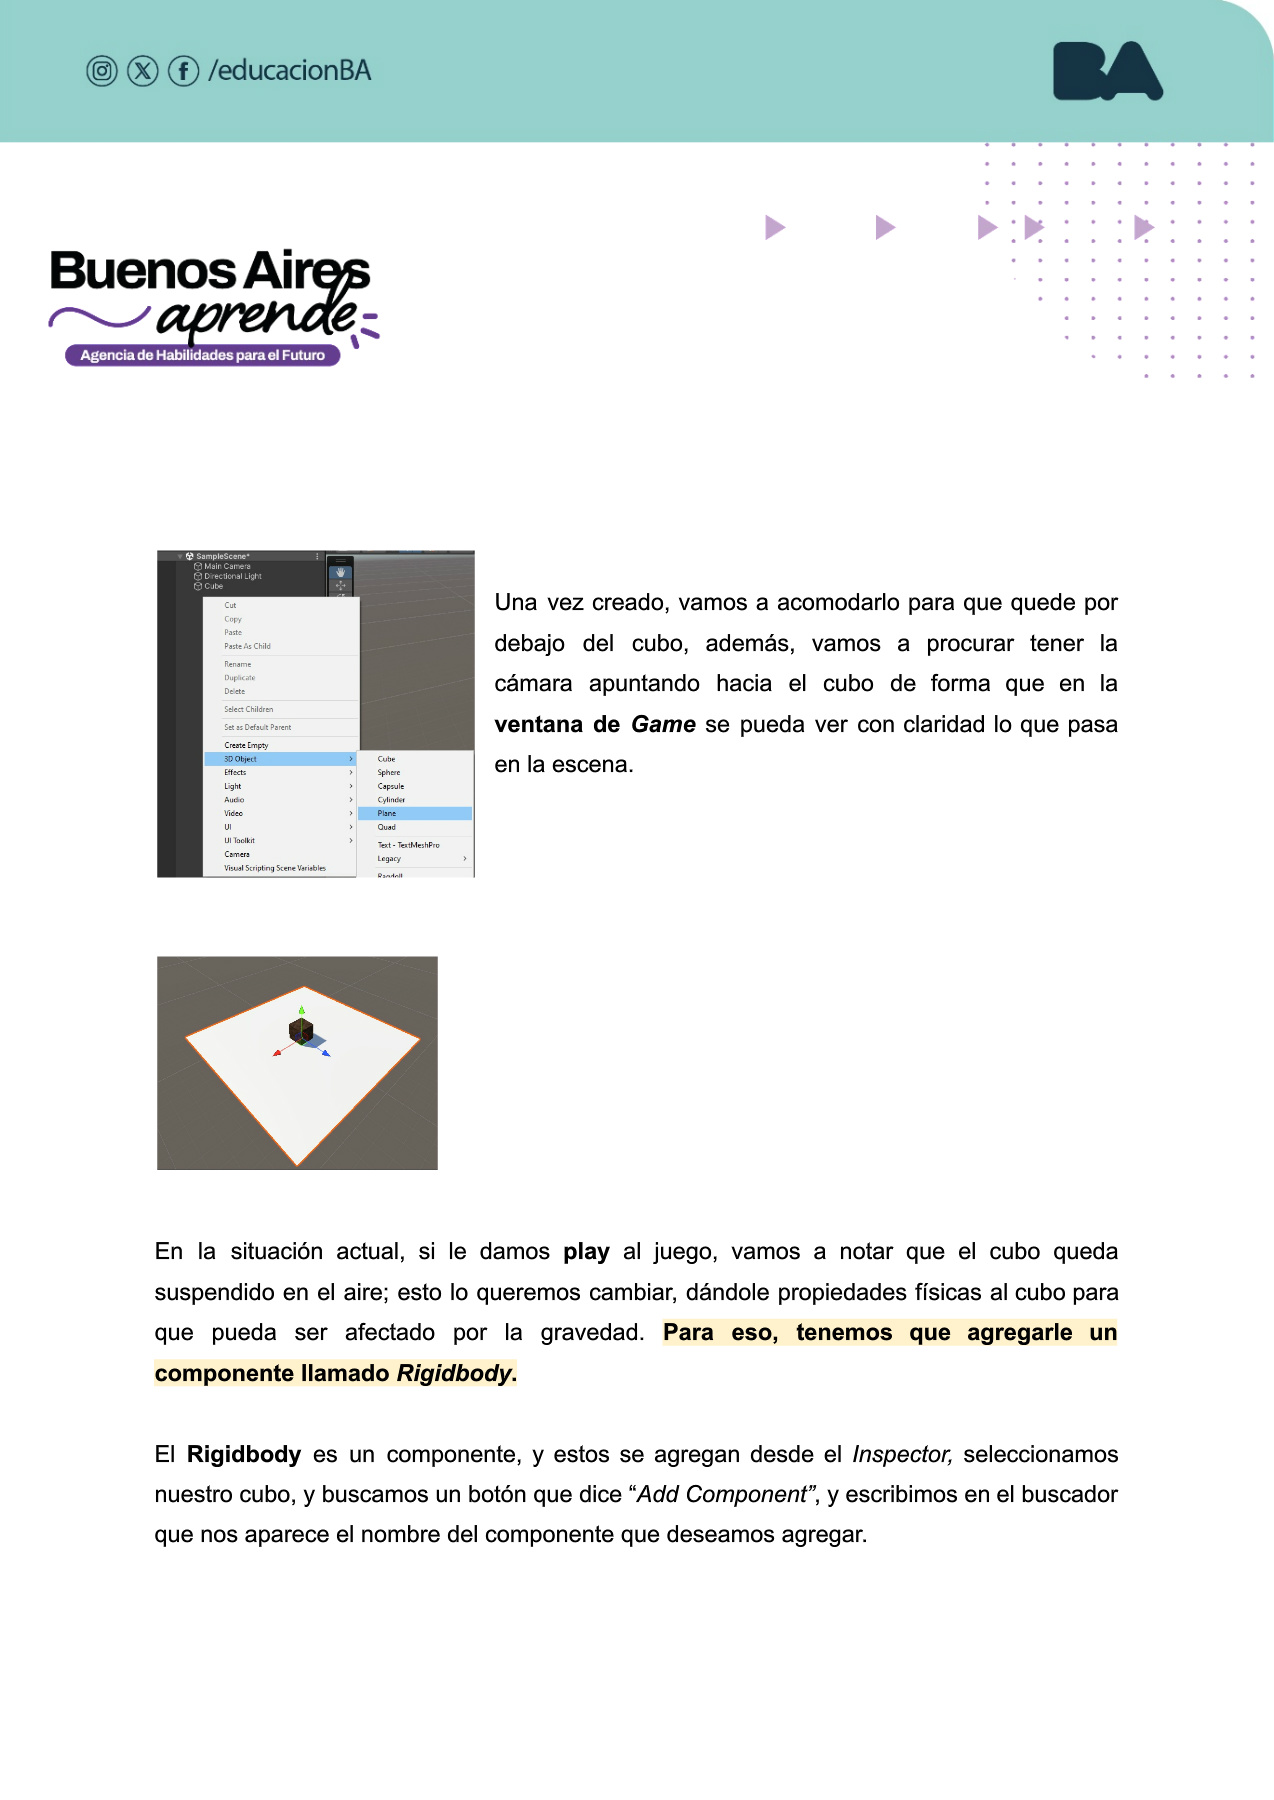 /educacionBA
BA
Buenos Aires
aprende
Agencia de Habilidades para el Futuro
SampleScene*
Main Camera
Directional Light
Cube
Cut
Copy
Paste
Paste As Child
Rename
Duplicate
Delete
Select Children
Set as Default Parent
Create Empty
3D Object
Effects
Light
Audio
Video
UI
UI Toolkit
Camera
Visual Scripting Scene Variables
Cube
Sphere
Capsule
Cylinder
Plane
Quad
Text - TextMeshPro
Legacy
Ragdoll
Una vez creado, vamos a acomodarlo para que quede por
debajo del cubo, además, vamos a procurar tener la
cámara apuntando hacia el cubo de forma que en la
ventana de Game se pueda ver con claridad lo que pasa
en la escena.
En la situación actual, si le damos play al juego, vamos a notar que el cubo queda
suspendido en el aire; esto lo queremos cambiar, dándole propiedades físicas al cubo para
que pueda ser afectado por la gravedad. Para eso, tenemos que agregarle un
componente llamado Rigidbody.
El Rigidbody es un componente, y estos se agregan desde el Inspector, seleccionamos
nuestro cubo, y buscamos un botón que dice “Add Component”, y escribimos en el buscador
que nos aparece el nombre del componente que deseamos agregar.